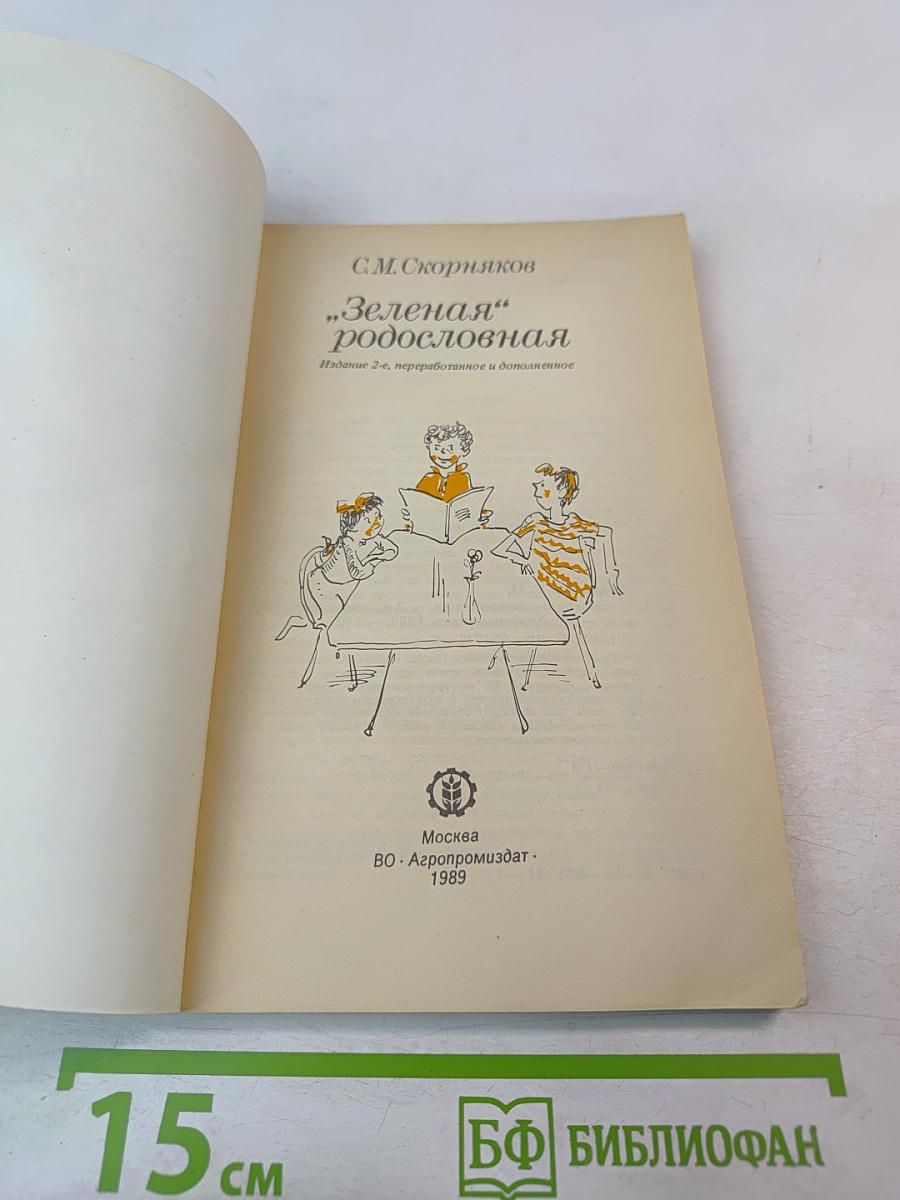 С.М.Скорняков
„Зеленая“
родословная
Издание 2-е, переработанное и дополненное
Москва
ВО · Агропромиздат ·
1989
15 см
БФ БИБЛИОФАН